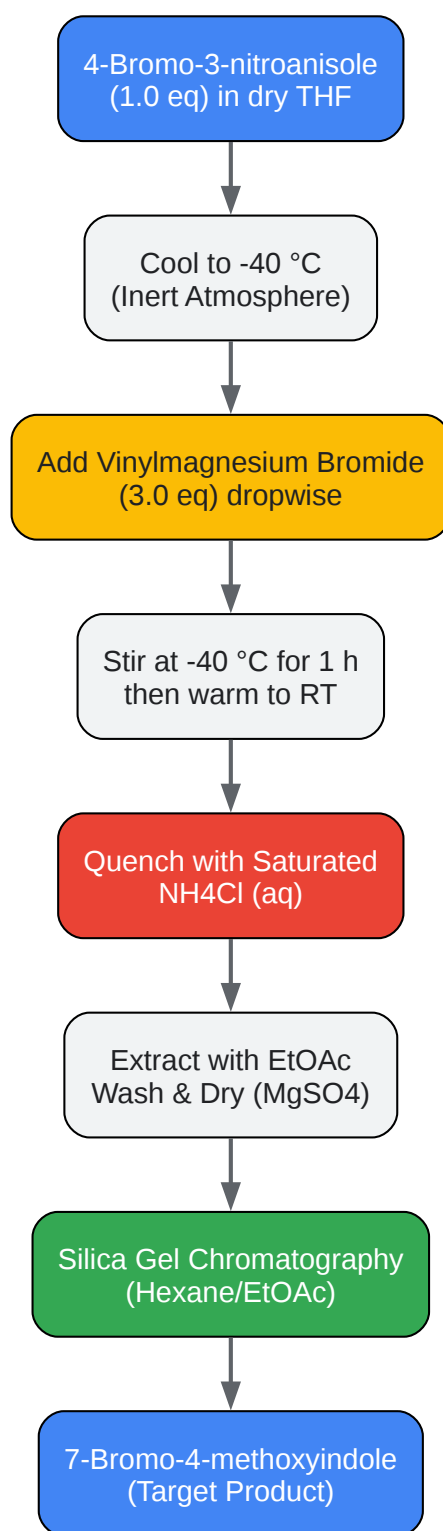 4-Bromo-3-nitroanisole
(1.0 eq) in dry THF
Cool to -40 °C
(Inert Atmosphere)
Add Vinylmagnesium Bromide
(3.0 eq) dropwise
Stir at -40 °C for 1 h
then warm to RT
Quench with Saturated
NH4Cl (aq)
Extract with EtOAc
Wash & Dry (MgSO4)
Silica Gel Chromatography
(Hexane/EtOAc)
7-Bromo-4-methoxyindole
(Target Product)